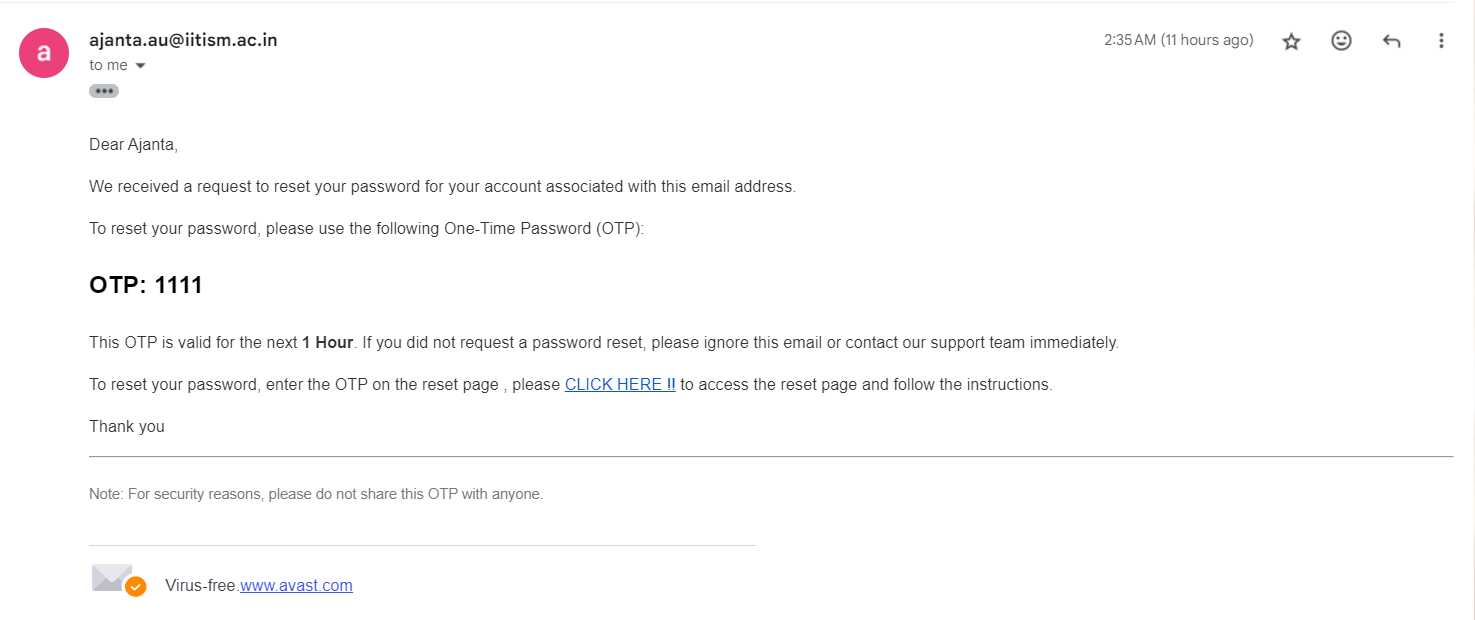 a
ajanta.au@iitism.ac.in
2:35 AM (11 hours ago)
to me
Dear Ajanta,
We received a request to reset your password for your account associated with this email address.
To reset your password, please use the following One-Time Password (OTP):
OTP: 1111
This OTP is valid for the next 1 Hour. If you did not request a password reset, please ignore this email or contact our support team immediately.
To reset your password, enter the OTP on the reset page , please CLICK HERE !! to access the reset page and follow the instructions.
Thank you
Note: For security reasons, please do not share this OTP with anyone.
Virus-free.www.avast.com